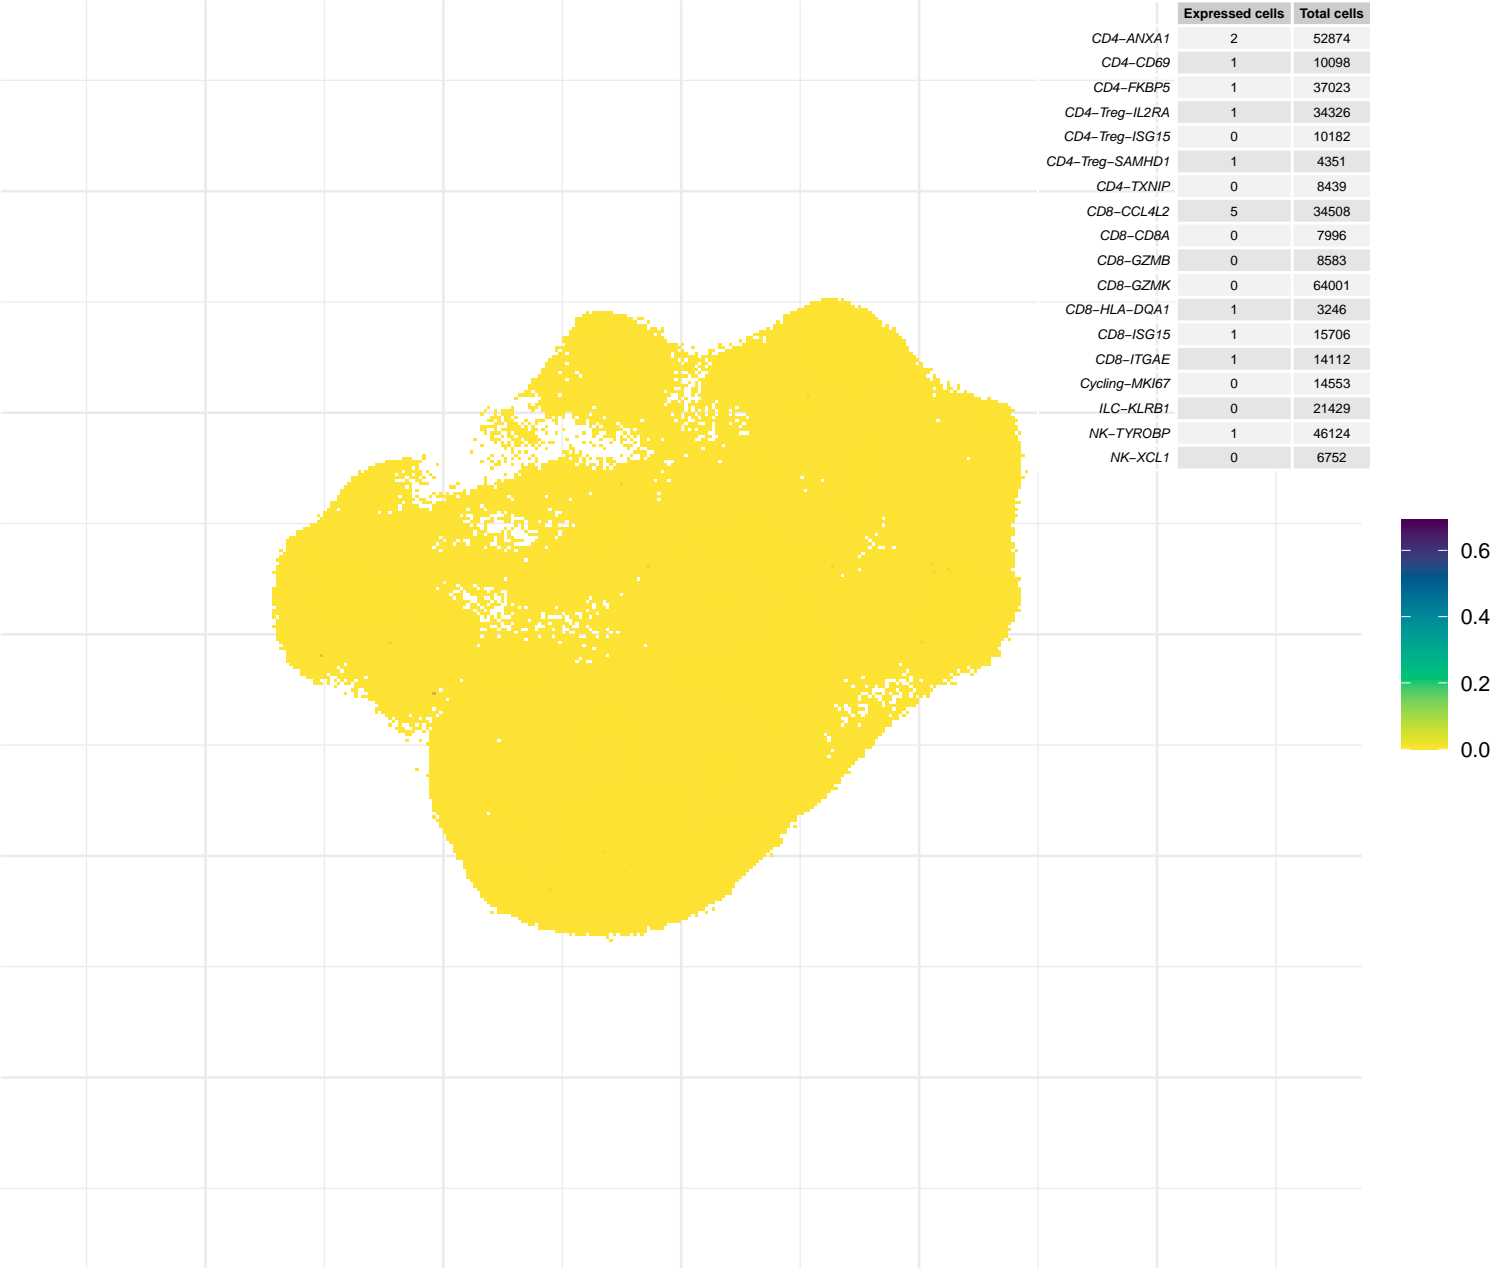 Expressed cells Total cells
CD4−ANXA1 2 52874
CD4−CD69 1 10098
CD4−FKBP5 1 37023
CD4−Treg−IL2RA 1 34326
CD4−Treg−ISG15 0 10182
CD4−Treg−SAMHD1 1 4351
CD4−TXNIP 0 8439
CD8−CCL4L2 5 34508
CD8−CD8A 0 7996
CD8−GZMB 0 8583
CD8−GZMK 0 64001
CD8−HLA−DQA1 1 3246
CD8−ISG15 1 15706
CD8−ITGAE 1 14112
Cycling−MKI67 0 14553
ILC−KLRB1 0 21429
NK−TYROBP 1 46124
NK−XCL1 0 6752
0.6
0.4
0.2
0.0